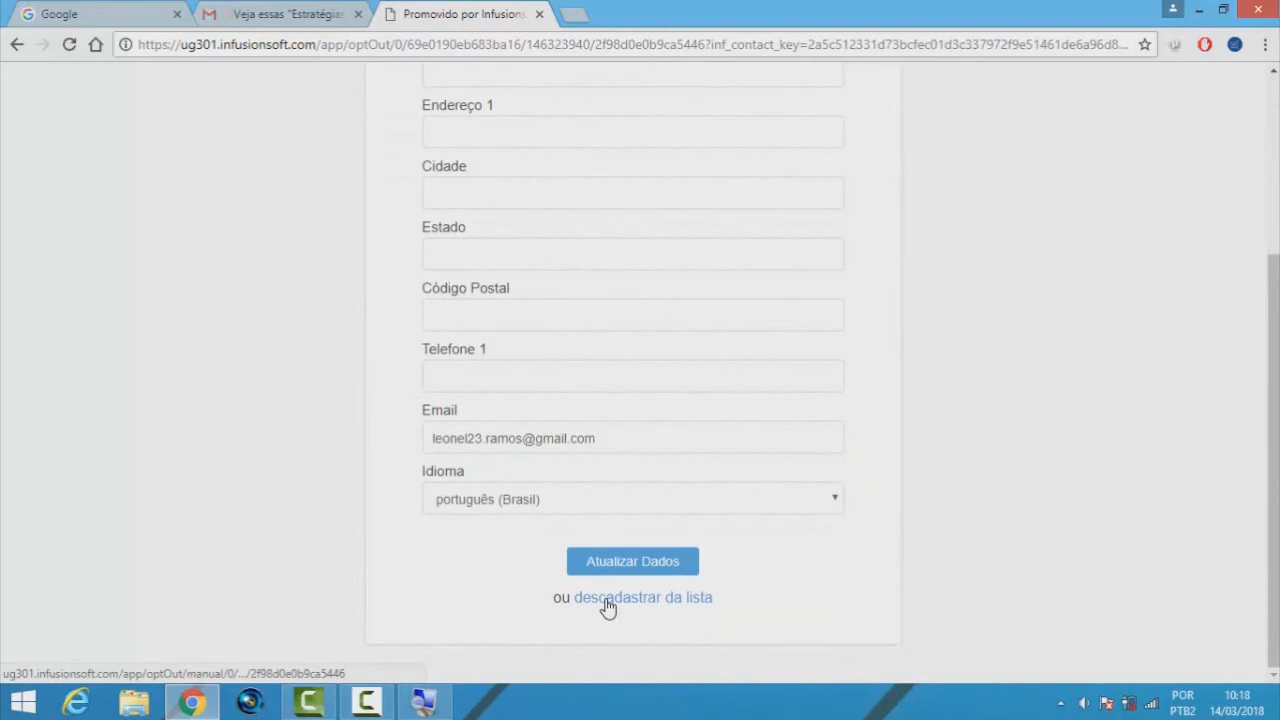 Google
Veja essas "Estratégias
Promovido por Infusions
https://ug301.infusionsoft.com/app/optOut/0/69e0190eb683ba16/146323940/2f98d0e0b9ca5446?inf_contact_key=2a5c512331d73bcfec01d3c337972f9e51461de6a96d8...
Endereço 1
Cidade
Estado
Código Postal
Telefone 1
Email
leonel23.ramos@gmail.com
Idioma
português (Brasil)
Atualizar Dados
ou descadastrar da lista
ug301.infusionsoft.com/app/optOut/manual/0/.../2f98d0e0b9ca5446
POR
PTB2
10:18
14/03/2018